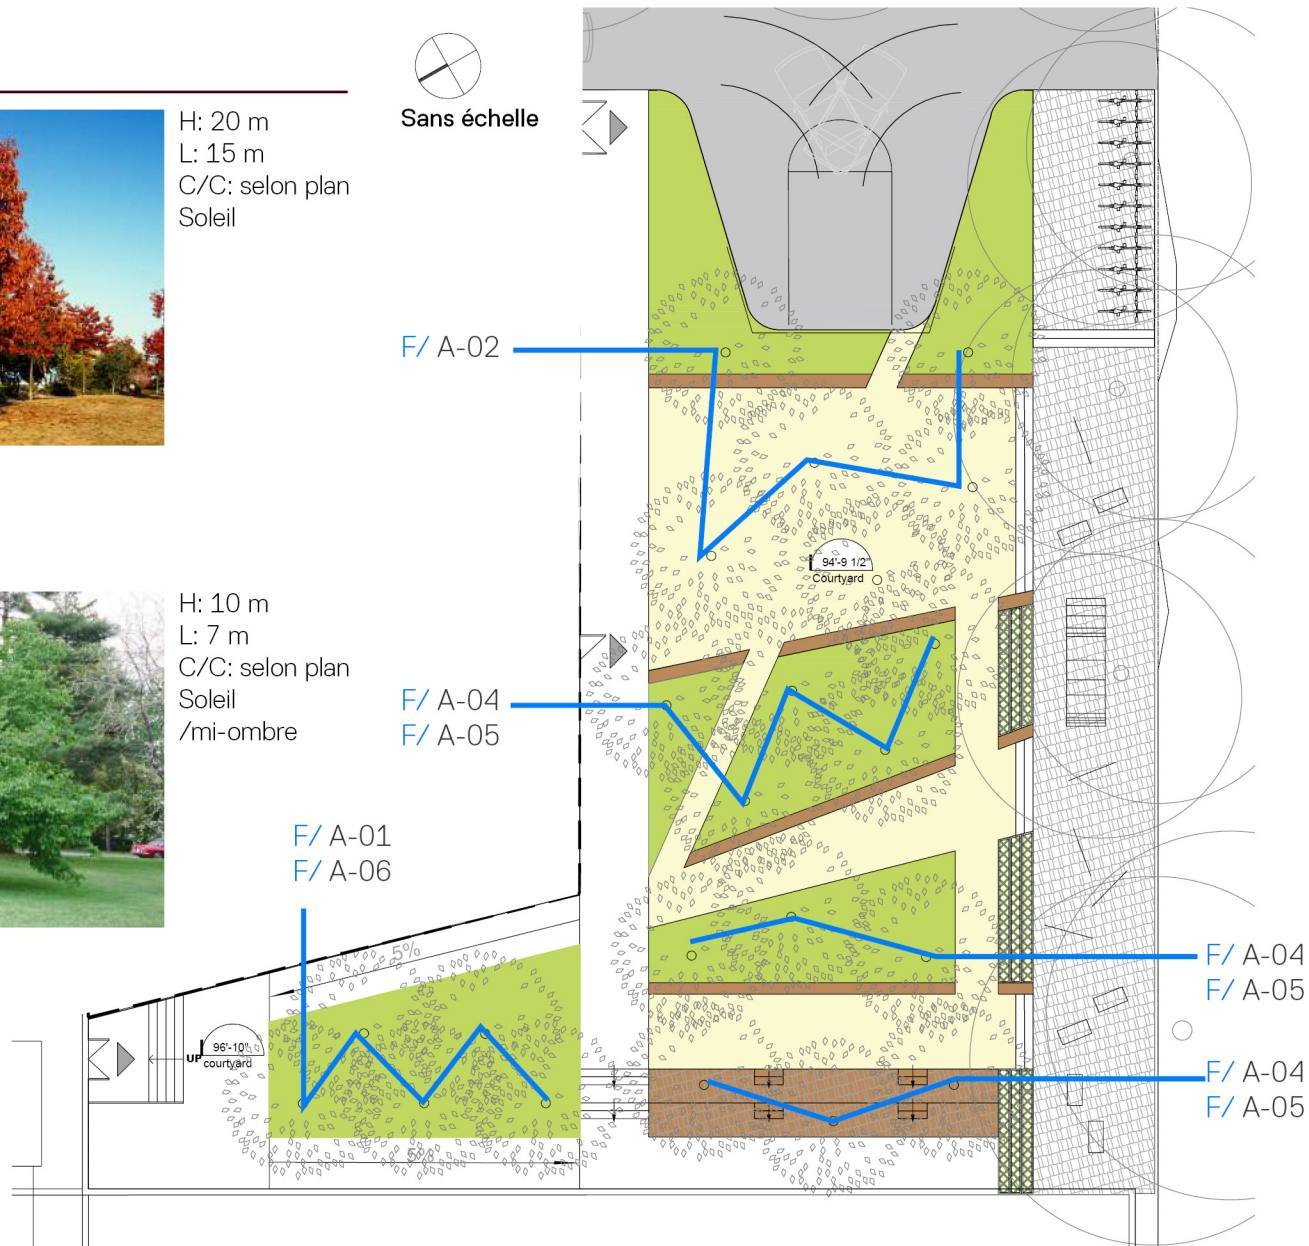 Sans échelle
H: 20 m
L: 15 m
C/C: selon plan
Soleil
F/ A-02
94'-9 1/2"
Courtyard
H: 10 m
L: 7 m
C/C: selon plan
Soleil
/mi-ombre
F/ A-04
F/ A-05
F/ A-01
F/ A-06
5%
F/ A-04
F/ A-05
UP
96'-10"
courtyard
F/ A-04
F/ A-05
5%